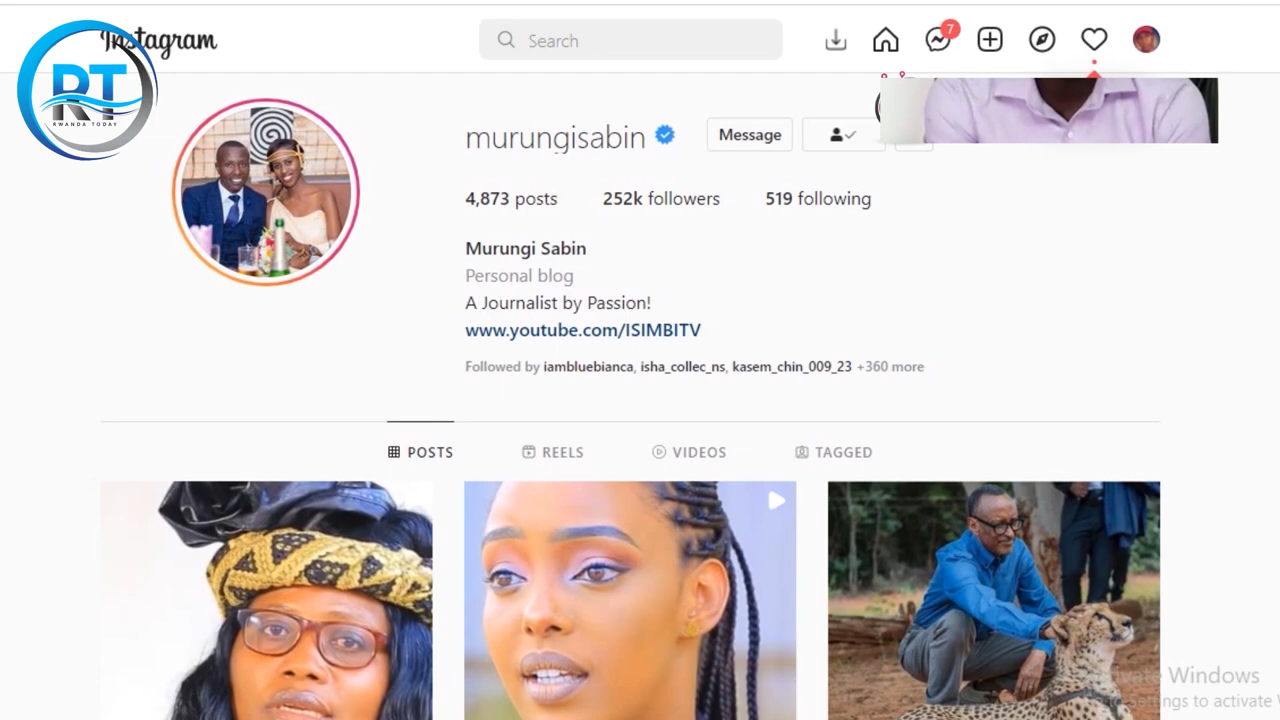 Instagram
Search
7
RT
RWANDA TODAY
murungisabin
Message
4,873 posts 252k followers 519 following
Murungi Sabin
Personal blog
A Journalist by Passion!
www.youtube.com/ISIMBITV
Followed by iambluebianca, isha_collec_ns, kasem_chin_009_23 +360 more
POSTS REELS VIDEOS TAGGED
Windows
to activate